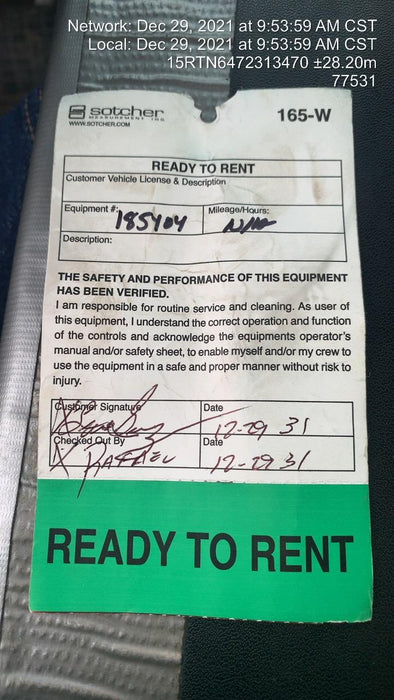 Network: Dec 29, 2021 at 9:53:59 AM CST
Local: Dec 29, 2021 at 9:53:59 AM CST
15RTN6472313470 ±28.20m
77531
sotcher
MEASUREMENT INC.
WWW.SOTCHER.COM
165-W
READY TO RENT
Customer Vehicle License & Description
Equipment #: 185404
Mileage/Hours:
Description:
THE SAFETY AND PERFORMANCE OF THIS EQUIPMENT
HAS BEEN VERIFIED.
I am responsible for routine service and cleaning. As user of
this equipment, I understand the correct operation and function
of the controls and acknowledge the equipments operator's
manual and/or safety sheet, to enable myself and/or my crew to
use the equipment in a safe and proper manner without risk to
injury.
Customer Signature
Date
12-29 31
Checked Out By
Date
X RAFAEL
12-29 31
READY TO RENT